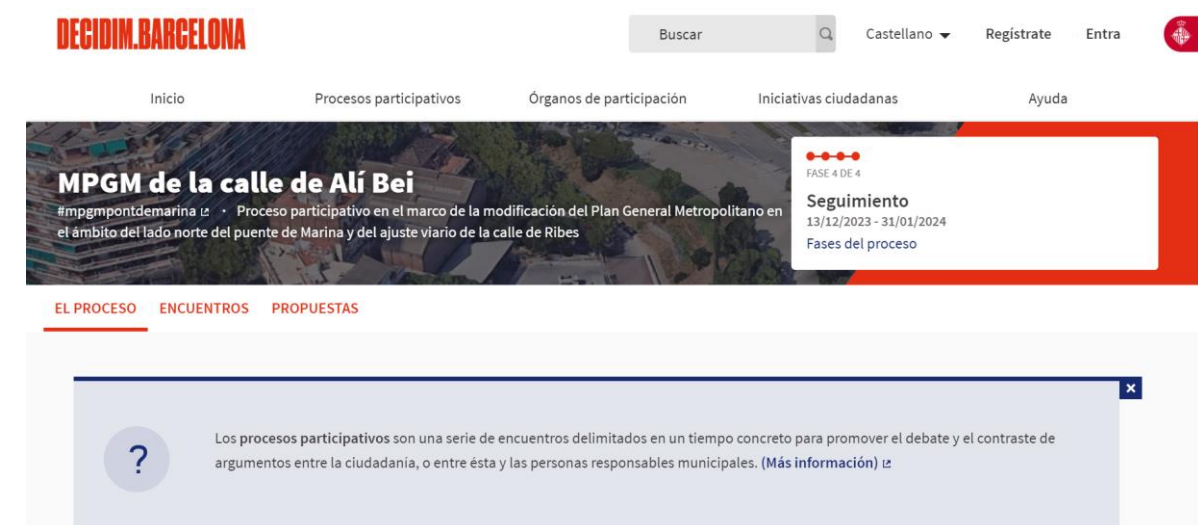 DECIDIM.BARCELONA
Buscar
Castellano
Regístrate
Entra
Inicio
Procesos participativos
Órganos de participación
Iniciativas ciudadanas
Ayuda
MPGM de la calle de Alí Bei
#mpgmpontdemarina · Proceso participativo en el marco de la modificación del Plan General Metropolitano en
el ámbito del lado norte del puente de Marina y del ajuste viario de la calle de Ribes
FASE 4 DE 4
Seguimiento
13/12/2023 - 31/01/2024
Fases del proceso
EL PROCESO
ENCUENTROS
PROPUESTAS
?
Los procesos participativos son una serie de encuentros delimitados en un tiempo concreto para promover el debate y el contraste de
argumentos entre la ciudadanía, o entre ésta y las personas responsables municipales. (Más información)